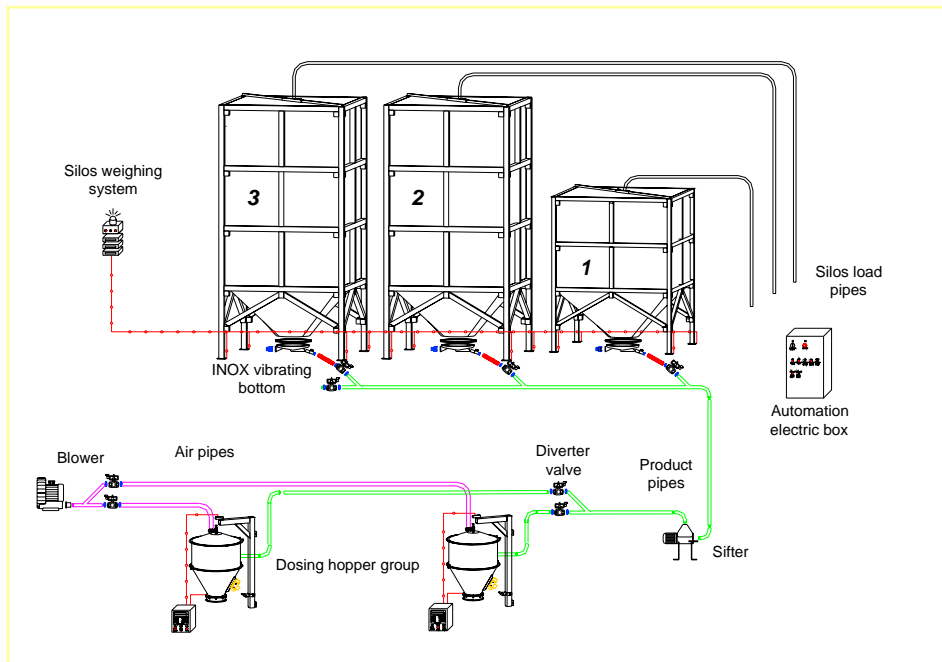 Silos weighing
system
3
2
1
Silos load
pipes
INOX vibrating
bottom
Automation
electric box
Blower
Air pipes
Diverter
valve
Product
pipes
Dosing hopper group
Sifter